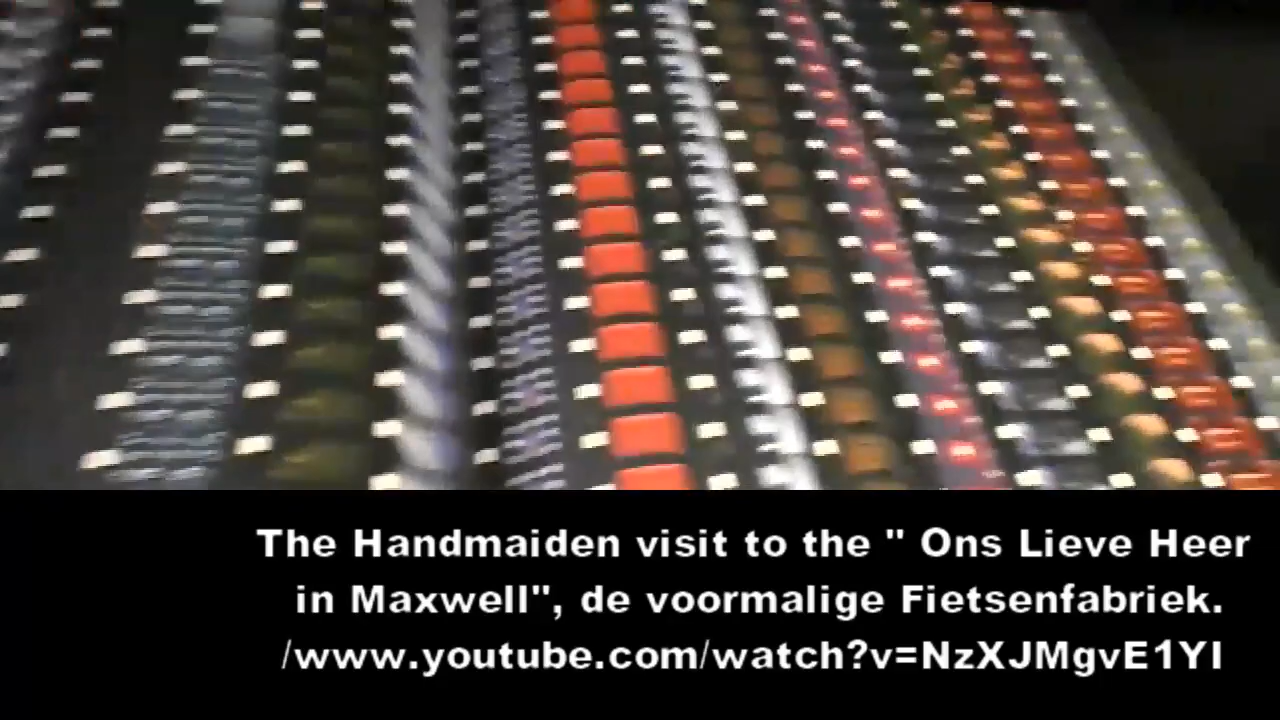 The Handmaiden visit to the " Ons Lieve Heer
in Maxwell", de voormalige Fietsenfabriek.
/www.youtube.com/watch?v=NzXJMgvE1YI